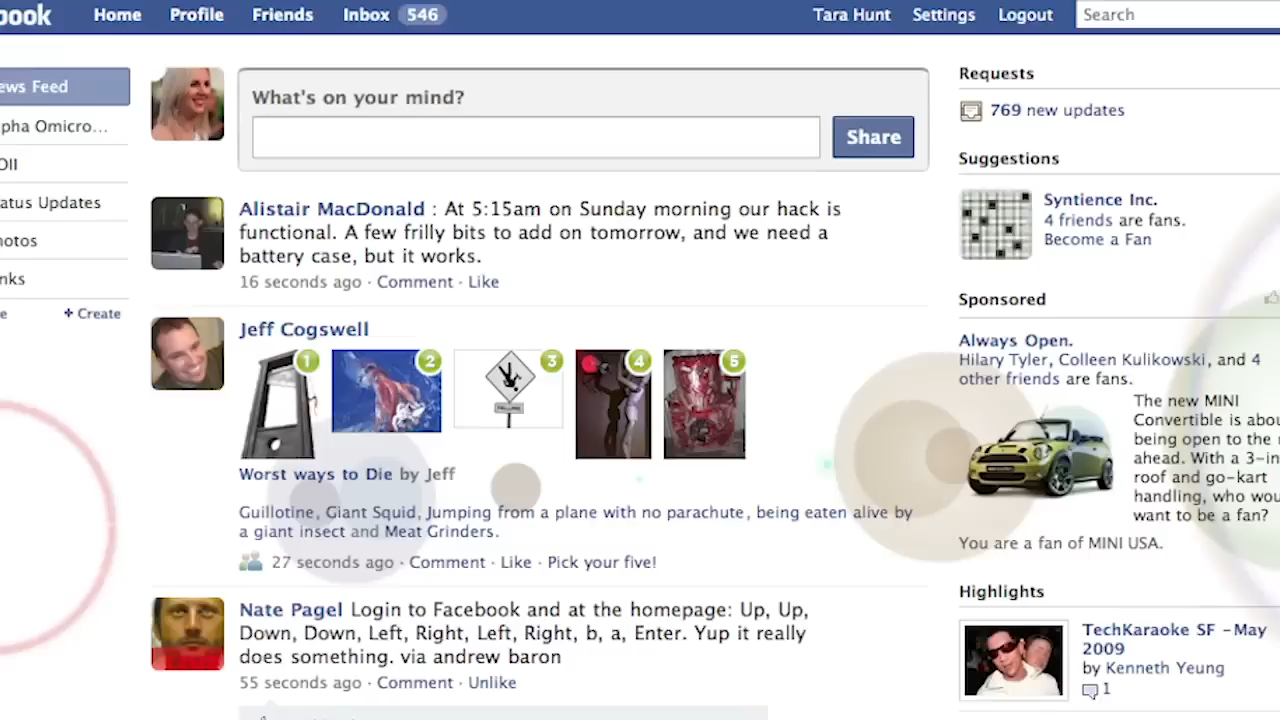 book Home Profile Friends Inbox 546 Tara Hunt Settings Logout Search
ews Feed
pha Omicro...
OII
atus Updates
hotos
nks
e + Create
What's on your mind?
Share
Alistair MacDonald : At 5:15am on Sunday morning our hack is
functional. A few frilly bits to add on tomorrow, and we need a
battery case, but it works.
16 seconds ago · Comment · Like
Jeff Cogswell
1 2 3 4 5
Worst ways to Die by Jeff
Guillotine, Giant Squid, Jumping from a plane with no parachute, being eaten alive by
a giant insect and Meat Grinders.
27 seconds ago · Comment · Like · Pick your five!
Nate Pagel Login to Facebook and at the homepage: Up, Up,
Down, Down, Left, Right, Left, Right, b, a, Enter. Yup it really
does something. via andrew baron
55 seconds ago · Comment · Unlike
Requests
769 new updates
Suggestions
Syntience Inc.
4 friends are fans.
Become a Fan
Sponsored
Always Open.
Hilary Tyler, Colleen Kulikowski, and 4
other friends are fans.
The new MINI
Convertible is abou
being open to the r
ahead. With a 3-in
roof and go-kart
handling, who wou
want to be a fan?
You are a fan of MINI USA.
Highlights
TechKaraoke SF - May
2009
by Kenneth Yeung
1